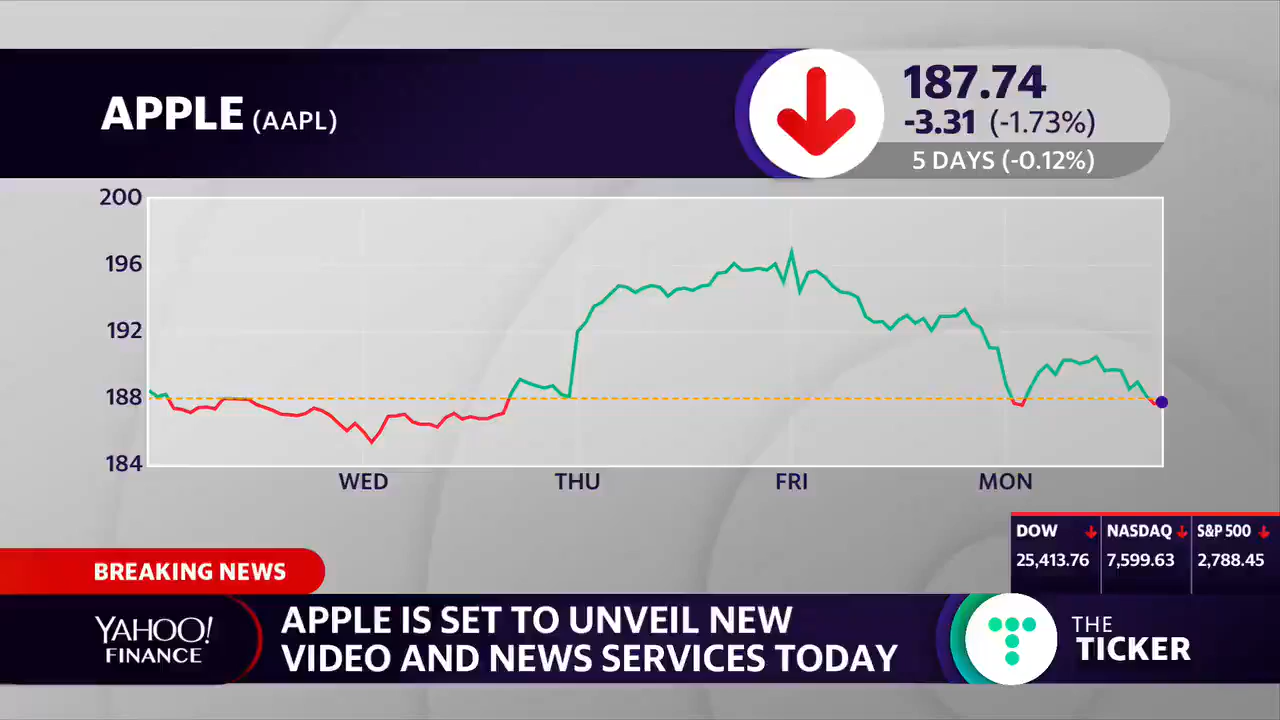 APPLE (AAPL)
187.74
-3.31 (-1.73%)
5 DAYS (-0.12%)
200
196
192
188
184
WED THU FRI MON
DOW NASDAQ S&P 500
25,413.76 7,599.63 2,788.45
BREAKING NEWS
YAHOO!
FINANCE
APPLE IS SET TO UNVEIL NEW
VIDEO AND NEWS SERVICES TODAY
THE
TICKER